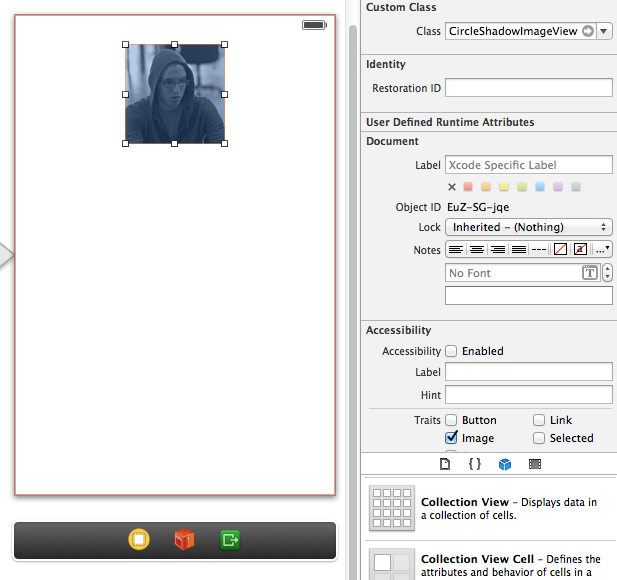 Custom Class
Class CircleShadowImageView
Identity
Restoration ID
User Defined Runtime Attributes
Document
Label Xcode Specific Label
Object ID EuZ-SG-jqe
Lock Inherited - (Nothing)
Notes
No Font T
Accessibility
Accessibility Enabled
Label
Hint
Traits Button Link
Image Selected
{ }
Collection View - Displays data in
a collection of cells.
Collection View Cell - Defines the
attributes and behavior of cells in a